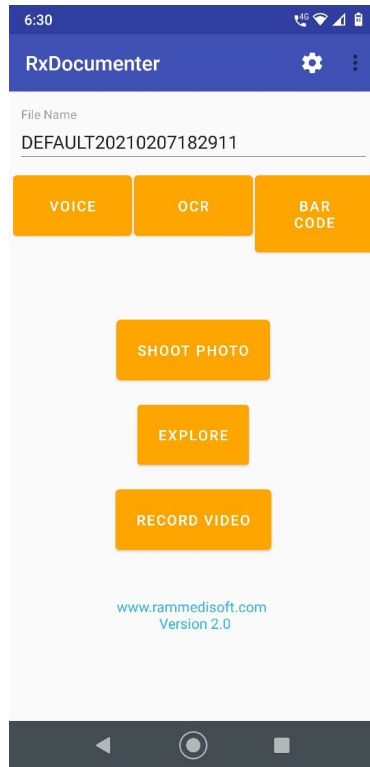 6:30
4G
RxDocumenter
File Name
DEFAULT20210207182911
VOICE
OCR
BAR
CODE
SHOOT PHOTO
EXPLORE
RECORD VIDEO
www.rammedisoft.com
Version 2.0